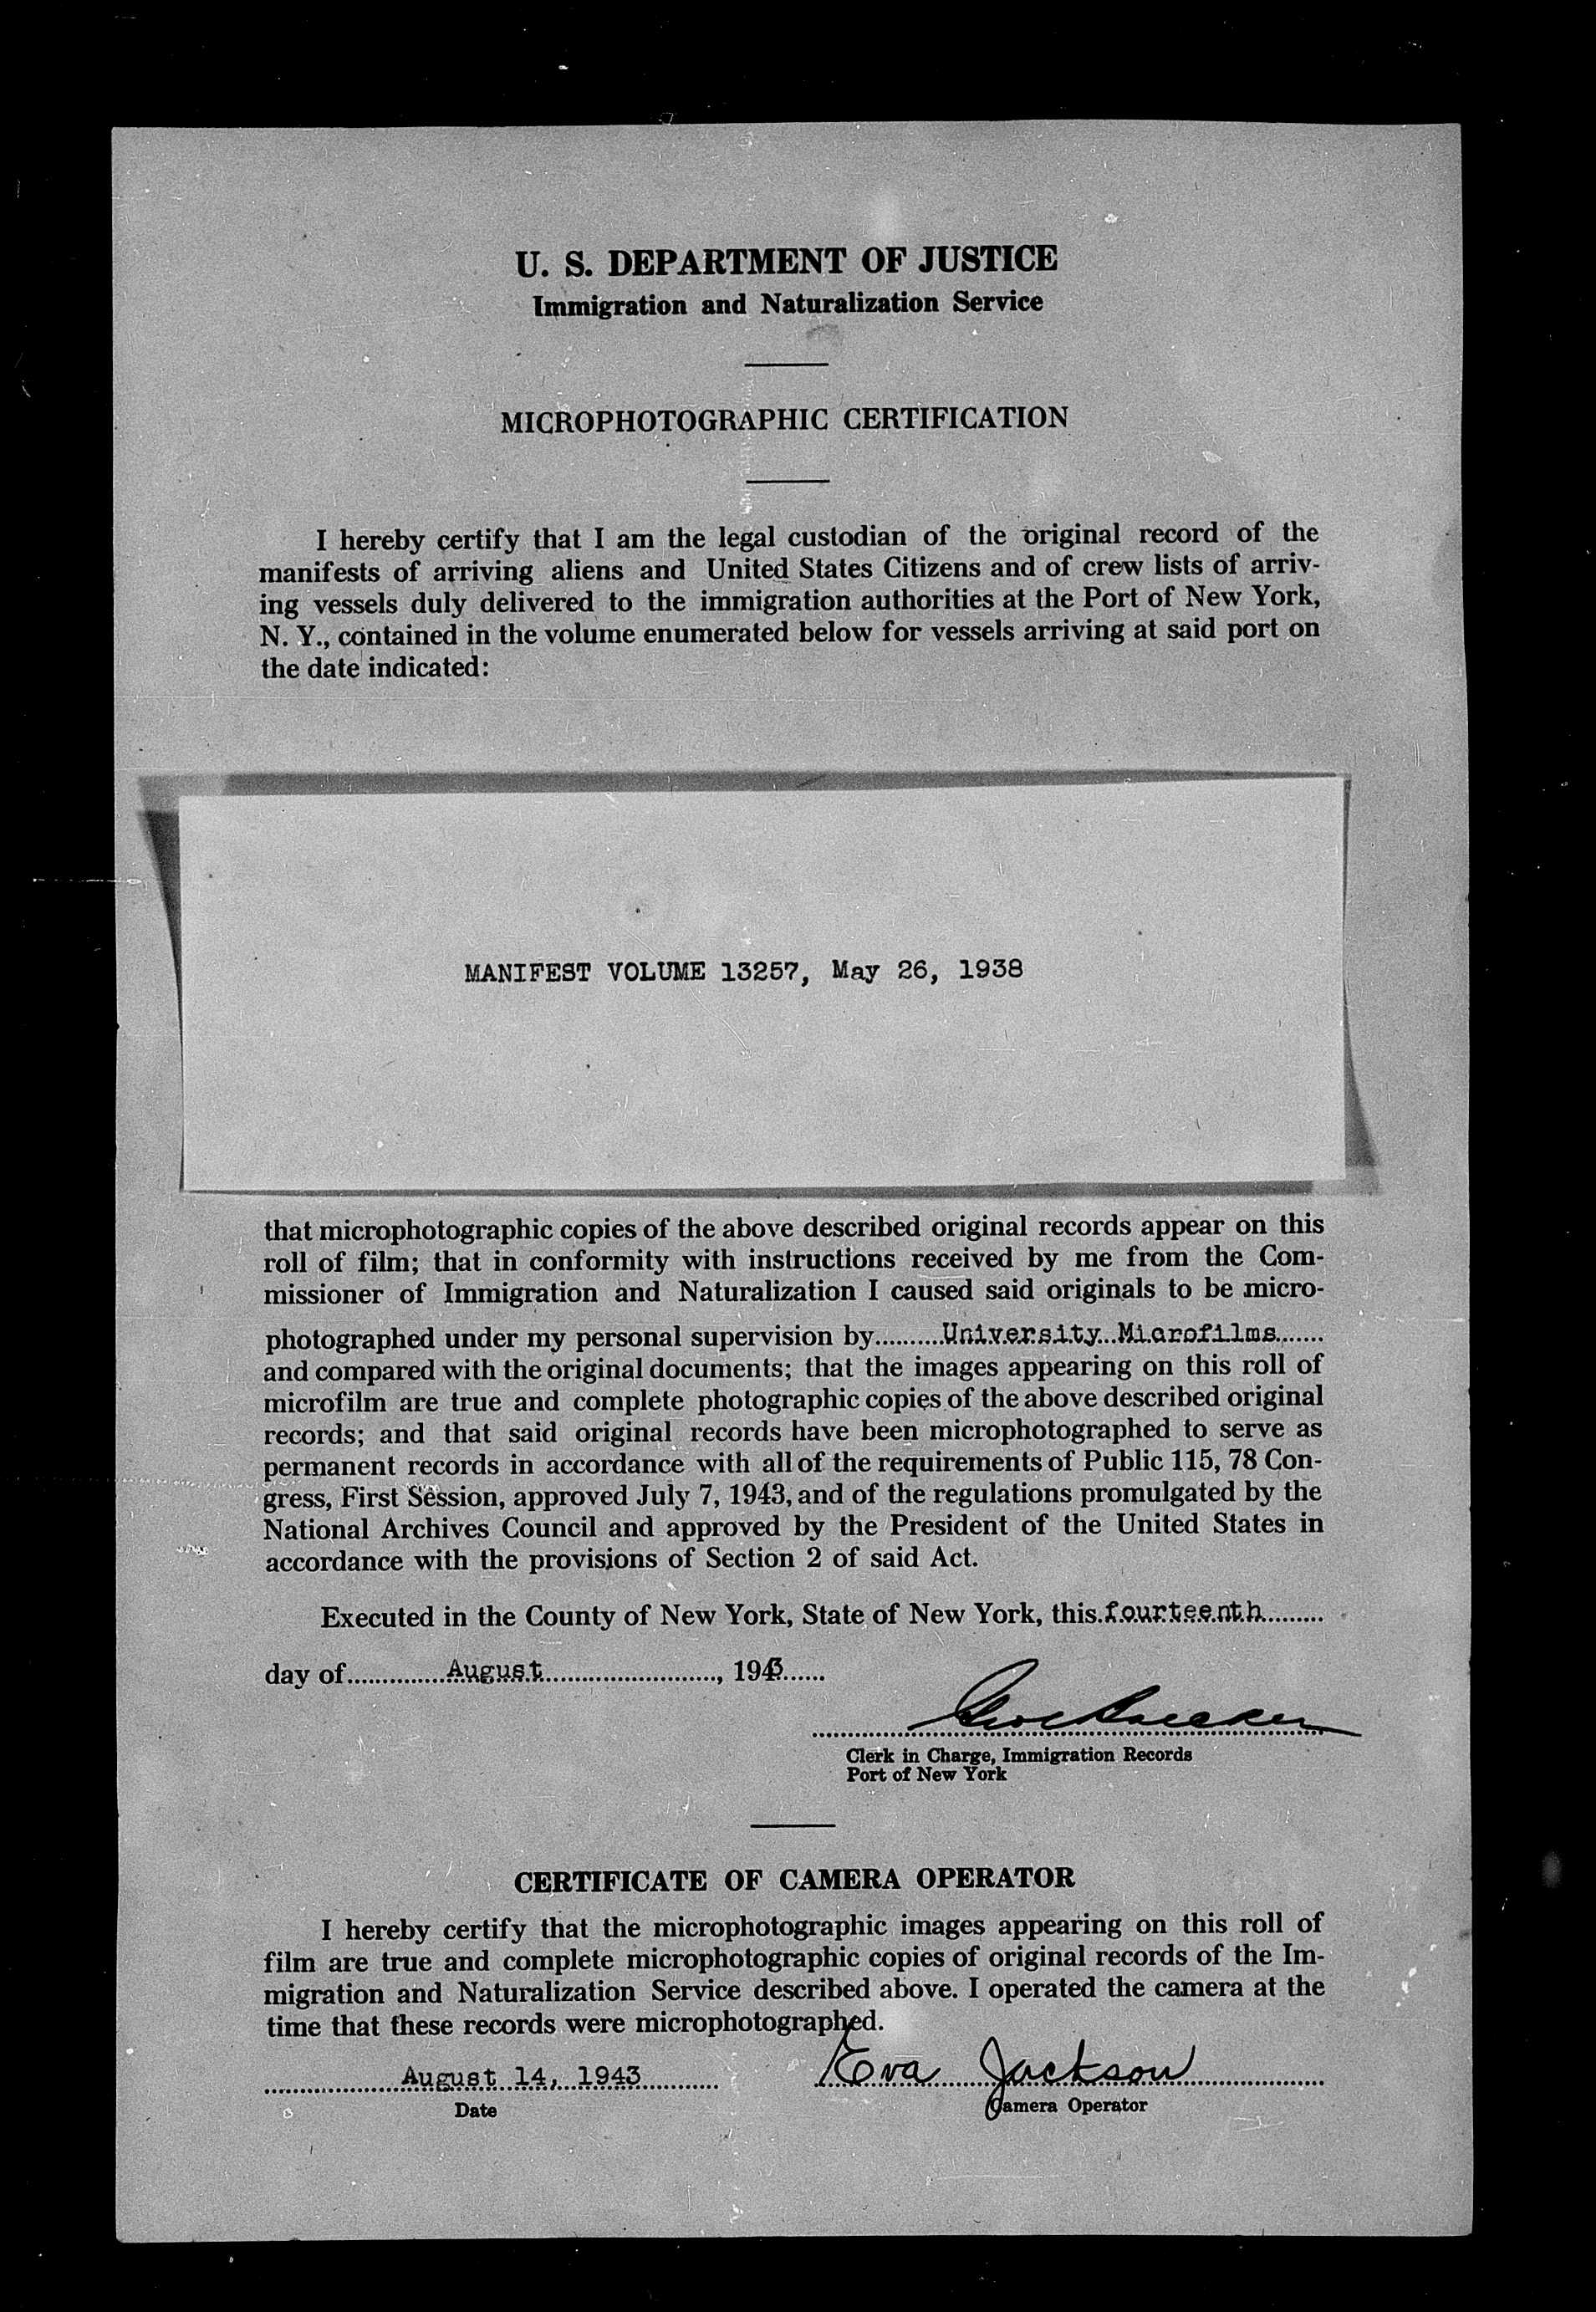 U. S. DEPARTMENT OF JUSTICE
Immigration and Naturalization Service
MICROPHOTOGRAPHIC CERTIFICATION
I hereby certify that I am the legal custodian of the original record of the
manifests of arriving aliens and United States Citizens and of crew lists of arriv-
ing vessels duly delivered to the immigration authorities at the Port of New York,
N. Y., contained in the volume enumerated below for vessels arriving at said port on
the date indicated:
MANIFEST VOLUME 13257, May 26, 1938
that microphotographic copies of the above described original records appear on this
roll of film; that in conformity with instructions received by me from the Com-
missioner of Immigration and Naturalization I caused said originals to be micro-
photographed under my personal supervision by University Microfilms
and compared with the original documents; that the images appearing on this roll of
microfilm are true and complete photographic copies of the above described original
records; and that said original records have been microphotographed to serve as
permanent records in accordance with all of the requirements of Public 115, 78 Con-
gress, First Session, approved July 7, 1943, and of the regulations promulgated by the
National Archives Council and approved by the President of the United States in
accordance with the provisions of Section 2 of said Act.
Executed in the County of New York, State of New York, this fourteenth
day of August, 1943
Clerk in Charge, Immigration Records
Port of New York
CERTIFICATE OF CAMERA OPERATOR
I hereby certify that the microphotographic images appearing on this roll of
film are true and complete microphotographic copies of original records of the Im-
migration and Naturalization Service described above. I operated the camera at the
time that these records were microphotographed.
August 14, 1943 Eva Jackson
Date Camera Operator